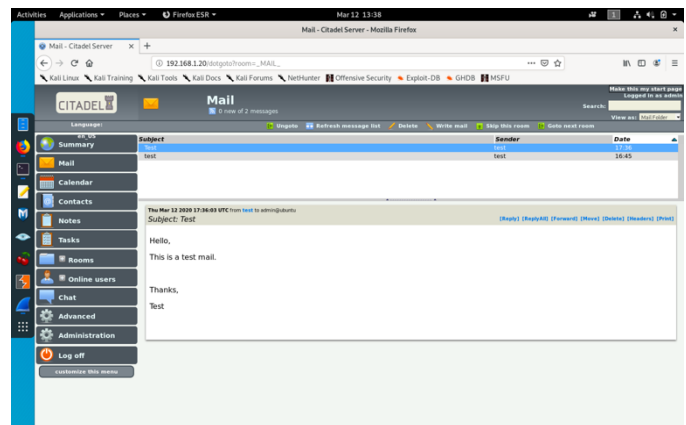 Activities Applications Places Firefox ESR Mar 12 13:38 1
Mail - Citadel Server - Mozilla Firefox
Mail - Citadel Server
192.168.1.20/dotgoto?room=_MAIL_
Kali Linux Kali Training Kali Tools Kali Docs Kali Forums NetHunter Offensive Security Exploit-DB GHDB MSFU
Make this my start page
Logged in as admin
CITADEL
Mail
0 new of 2 messages
Search:
View as: Mail Folder
Language:
en_US
Ungoto Refresh message list Delete Write mail Skip this room Goto next room
Summary
Mail
Calendar
Contacts
Notes
Tasks
Rooms
Online users
Chat
Advanced
Administration
Log off
customize this menu
Subject Sender Date
Test test 17:36
test test 16:45
Thu Mar 12 2020 17:36:03 UTC from test to admin@ubuntu
Subject: Test
[Reply] [ReplyAll] [Forward] [Move] [Delete] [Headers] [Print]
Hello,
This is a test mail.
Thanks,
Test